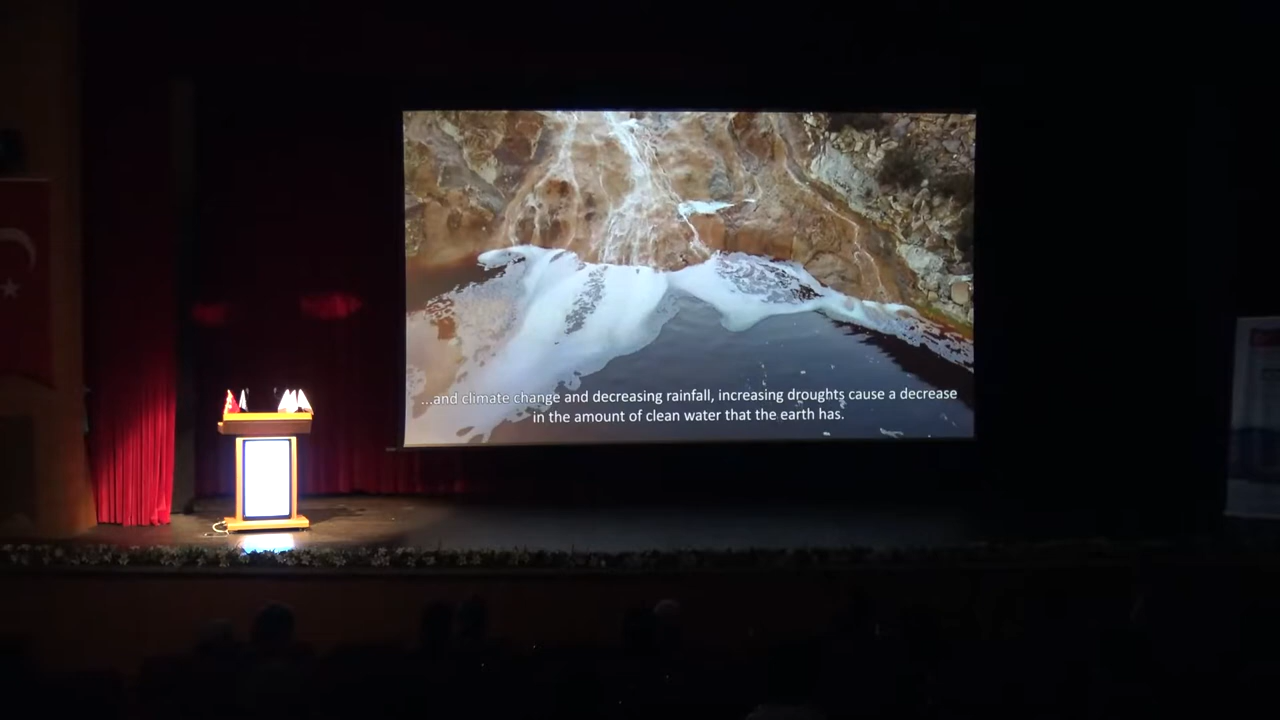 ...and climate change and decreasing rainfall, increasing droughts cause a decrease
in the amount of clean water that the earth has.